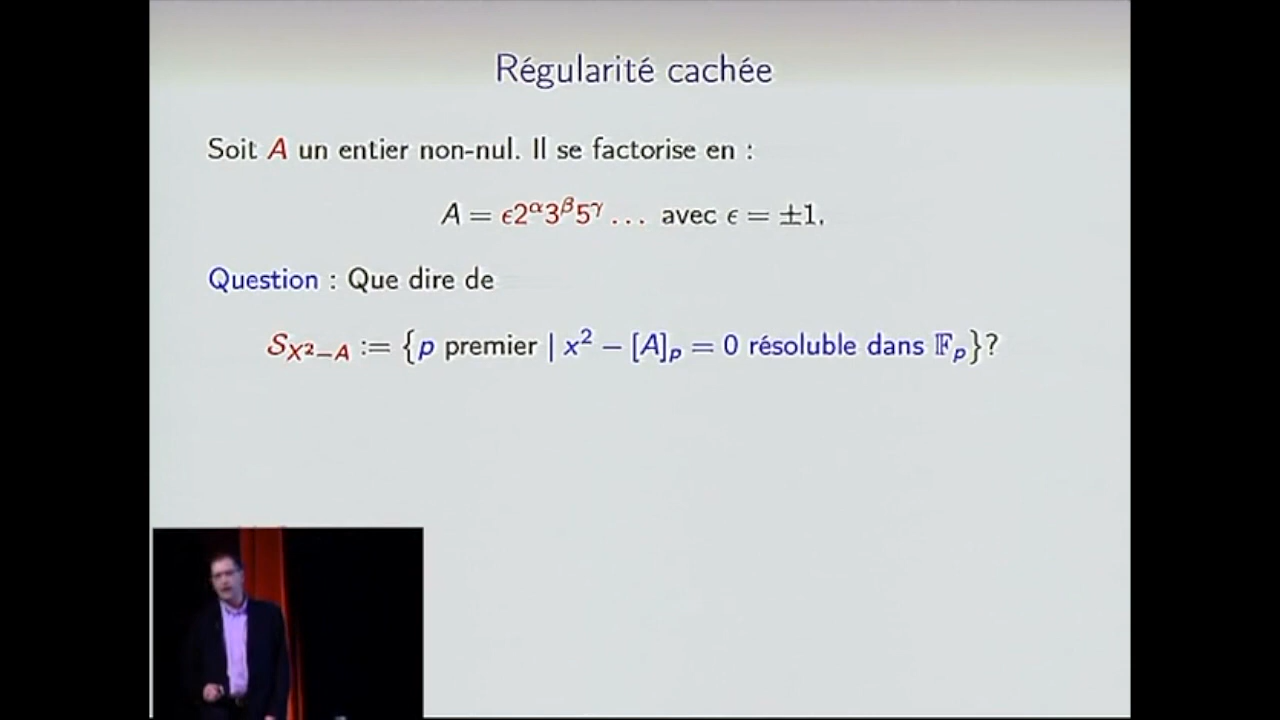 Régularité cachée
Soit A un entier non-nul. Il se factorise en :
A = ϵ2^α3^β5^γ … avec ϵ = ±1.
Question : Que dire de
𝒮_{X²−A} := {p premier | x² − [A]_p = 0 résoluble dans 𝔽_p}?